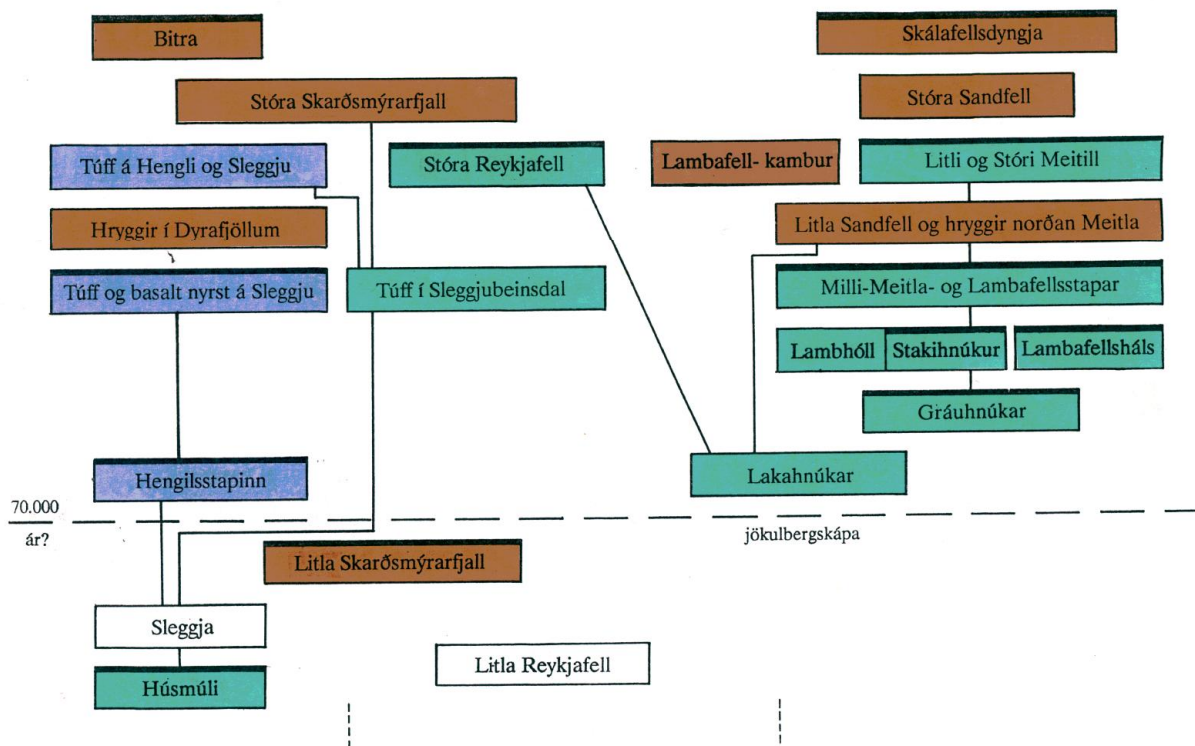 Bitra
Skálafellsdyngja
Stóra Skarðsmýrarfjall
Stóra Sandfell
Túff á Hengli og Sleggju
Stóra Reykjafell
Lambafell- kambur
Litli og Stóri Meitill
Hryggir í Dyrafjöllum
Litla Sandfell og hryggir norðan Meitla
Túff og basalt nyrst á Sleggju
Túff í Sleggjubeinsdal
Milli-Meitla- og Lambafellsstapar
Lambhóll
Stakihnúkur
Lambafellsháls
Gráuhnúkar
Hengilsstapinn
Lakahnúkar
70.000
ár?
jökulbergskápa
Litla Skarðsmýrarfjall
Sleggja
Litla Reykjafell
Húsmúli